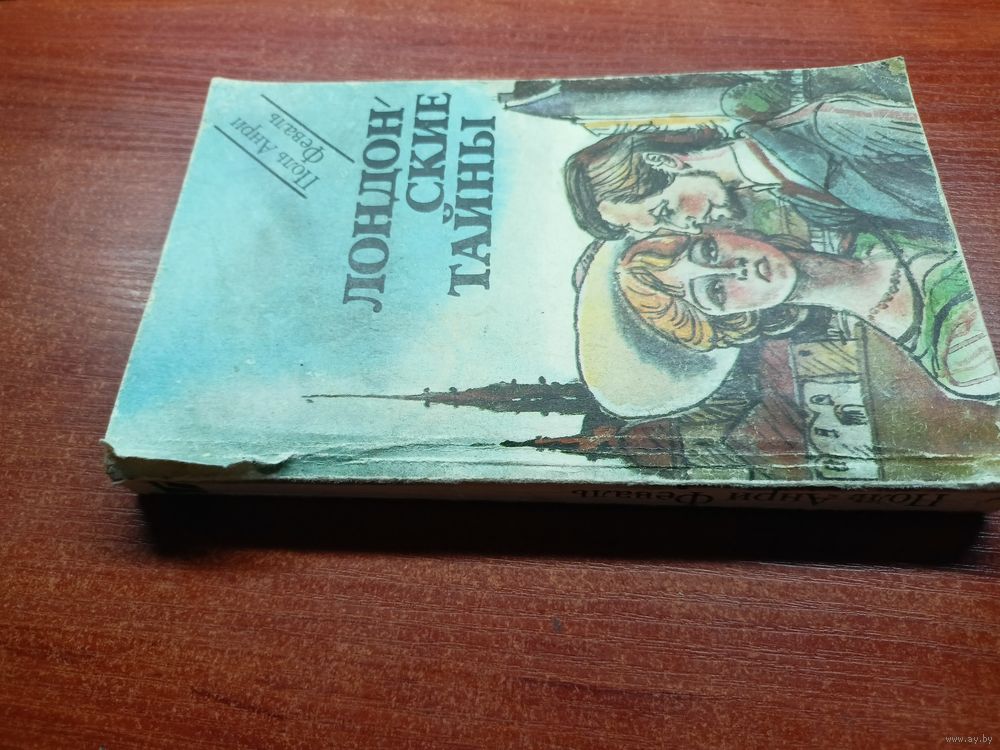 Поль Анри
Феваль
ЛОНДОН-
СКИЕ
ТАЙНЫ
Поль Анри Феваль
www.ay.by